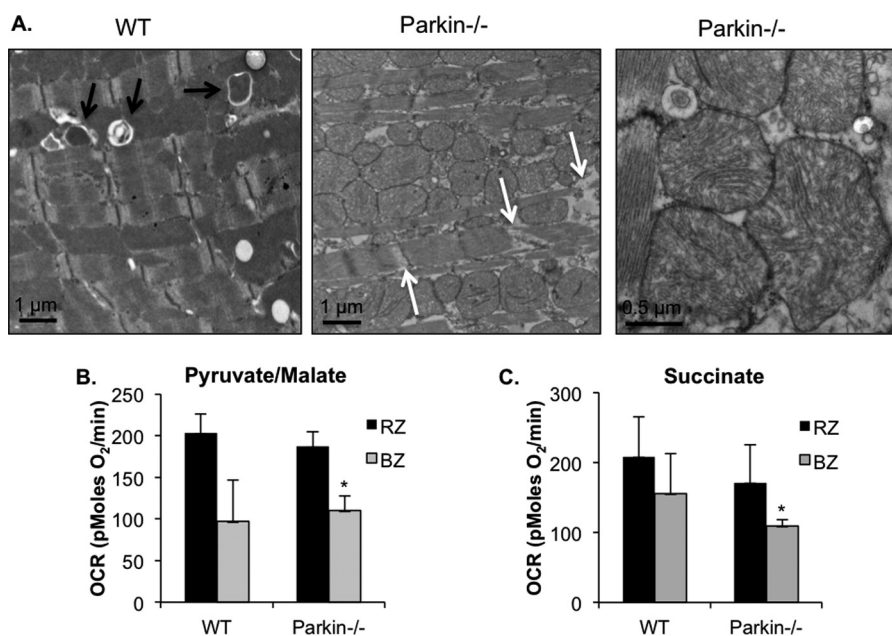 A.
WT
Parkin-/-
Parkin-/-
1 µm
1 µm
0.5 µm
B.
Pyruvate/Malate
OCR (pMoles O₂/min)
250
200
150
100
50
0
RZ
BZ
*
WT
Parkin-/-
C.
Succinate
OCR (pMoles O₂/min)
300
200
100
0
RZ
BZ
*
WT
Parkin-/-